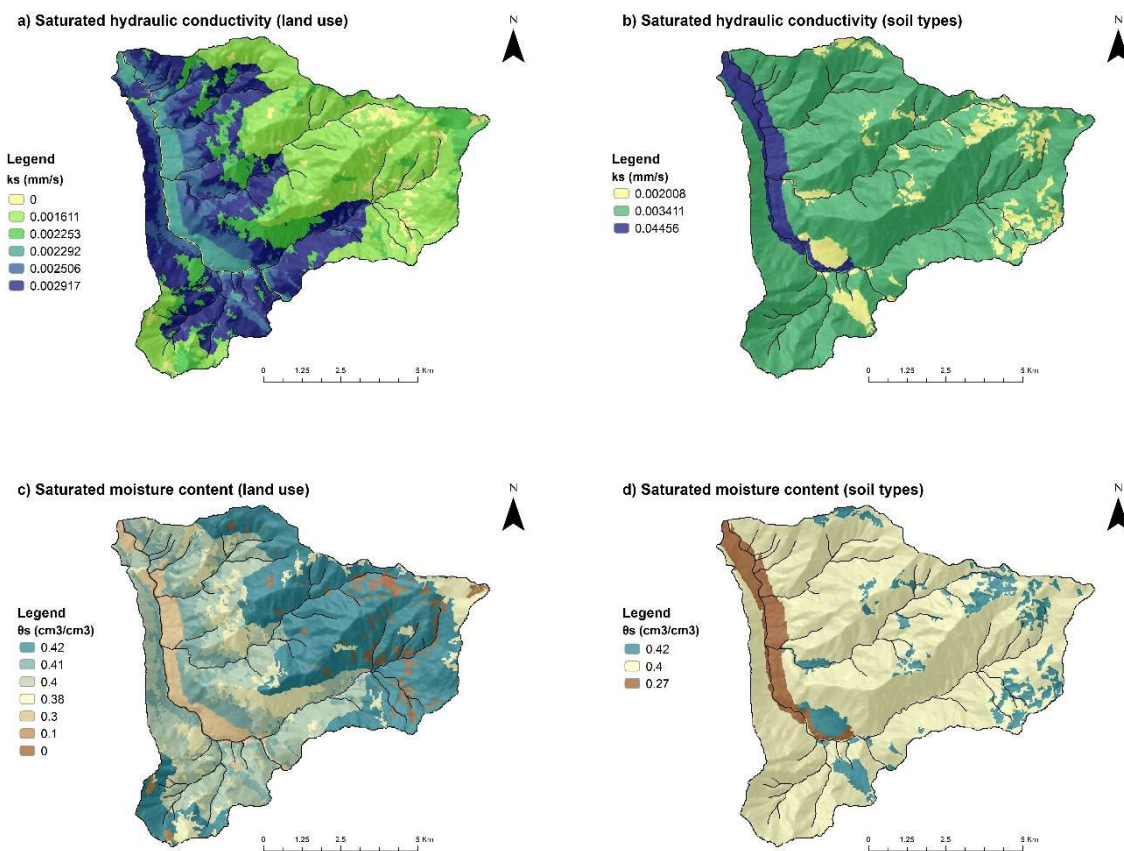 a) Saturated hydraulic conductivity (land use)
N
Legend
ks (mm/s)
0
0.001611
0.002253
0.002292
0.002506
0.002917
0 1.25 2.5 5 Km
b) Saturated hydraulic conductivity (soil types)
N
Legend
ks (mm/s)
0.002008
0.003411
0.04456
0 1.25 2.5 5 Km
c) Saturated moisture content (land use)
N
Legend
θs (cm3/cm3)
0.42
0.41
0.4
0.38
0.3
0.1
0
0 1.25 2.5 5 Km
d) Saturated moisture content (soil types)
N
Legend
θs (cm3/cm3)
0.42
0.4
0.27
0 1.25 2.5 5 Km